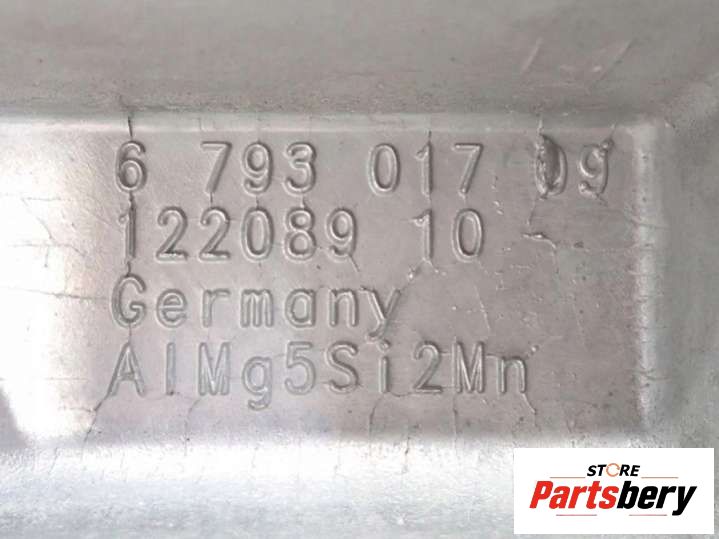 6 793 017 09
122089 10
Germany
AlMg5Si2Mn
STORE
Partsbery